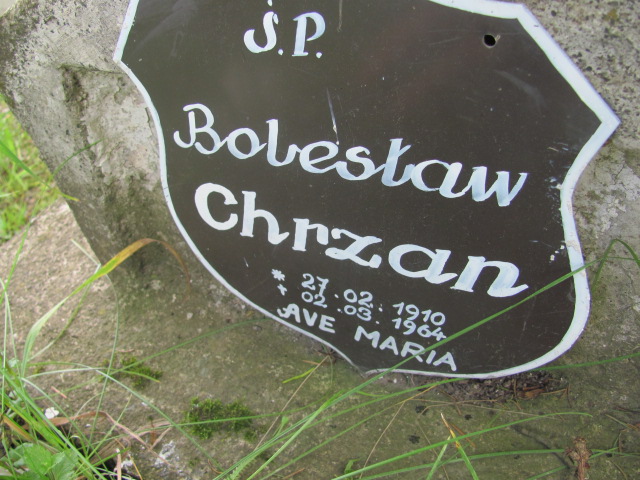 Ś.P.
Bolesław
Chrzan
* 27.02.1910
+ 02.03.1964
AVE MARIA